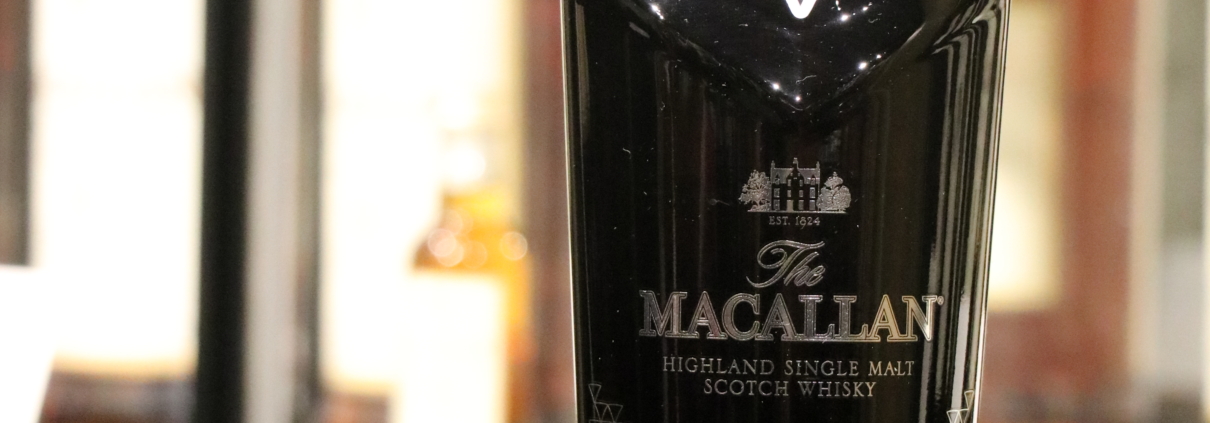 EST. 1824
The
MACALLAN®
HIGHLAND SINGLE MALT
SCOTCH WHISKY